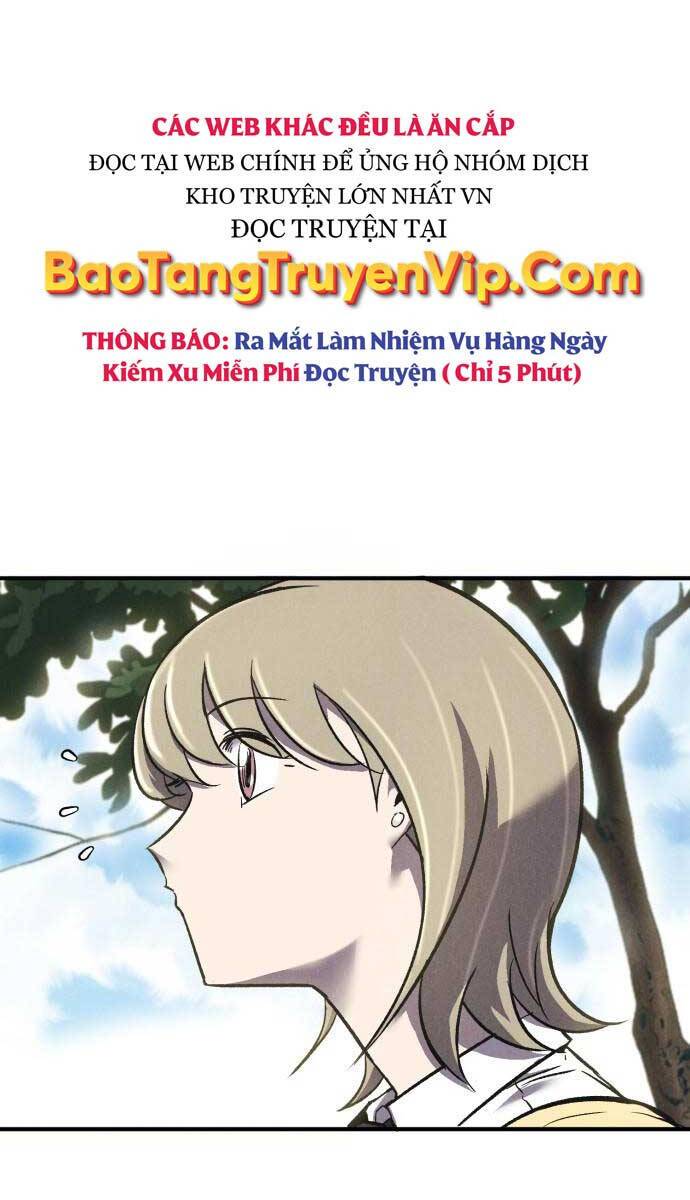 CÁC WEB KHÁC ĐỀU LÀ ĂN CẮP
ĐỌC TẠI WEB CHÍNH ĐỂ ỦNG HỘ NHÓM DỊCH
KHO TRUYỆN LỚN NHẤT VN
ĐỌC TRUYỆN TẠI
BaoTangTruyenVip.Com
THÔNG BÁO: Ra Mắt Làm Nhiệm Vụ Hàng Ngày
Kiếm Xu Miễn Phí Đọc Truyện ( Chỉ 5 Phút)